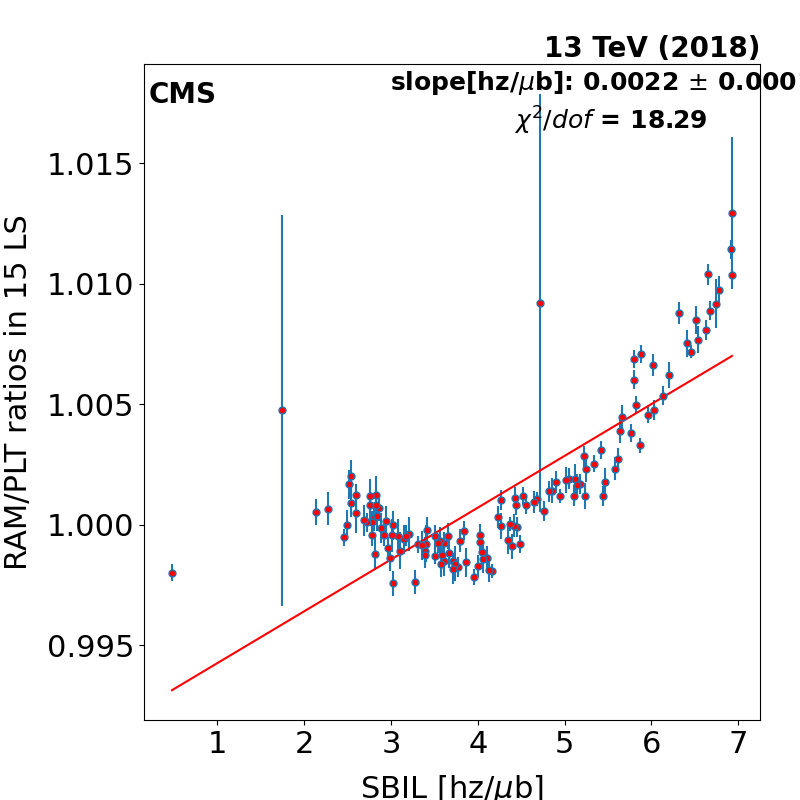 13 TeV (2018)
CMS
slope[hz/μb]: 0.0022 ± 0.000
χ²/dof = 18.29
RAM/PLT ratios in 15 LS
1.015
1.010
1.005
1.000
0.995
1 2 3 4 5 6 7
SBIL [hz/μb]